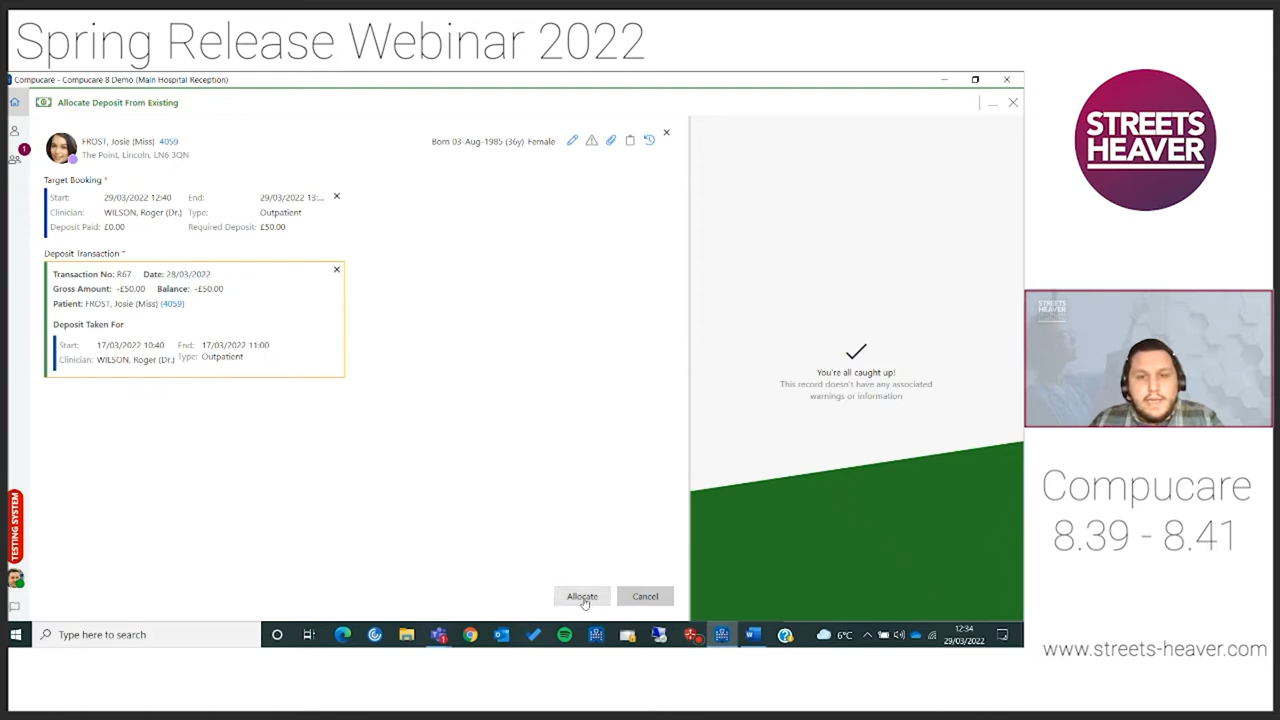 Spring Release Webinar 2022
Compucare - Compucare 8 Demo (Main Hospital Reception)
Allocate Deposit From Existing
FROST, Josie (Miss) 4059
The Point, Lincoln, LN6 3QN
Born 03-Aug-1985 (36y) Female
1
Target Booking *
Start: 29/03/2022 12:40 End: 29/03/2022 13:...
Clinician: WILSON, Roger (Dr.) Type: Outpatient
Deposit Paid: £0.00 Required Deposit: £50.00
Deposit Transaction *
Transaction No: R67 Date: 28/03/2022
Gross Amount: -£50.00 Balance: -£50.00
Patient: FROST, Josie (Miss) (4059)
Deposit Taken For
Start: 17/03/2022 10:40 End: 17/03/2022 11:00
Clinician: WILSON, Roger (Dr.) Type: Outpatient
You're all caught up!
This record doesn't have any associated
warnings or information
TESTING SYSTEM
Allocate Cancel
Type here to search
6°C
12:34
29/03/2022
STREETS
HEAVER
STREETS
HEAVER
Compucare
8.39 - 8.41
www.streets-heaver.com